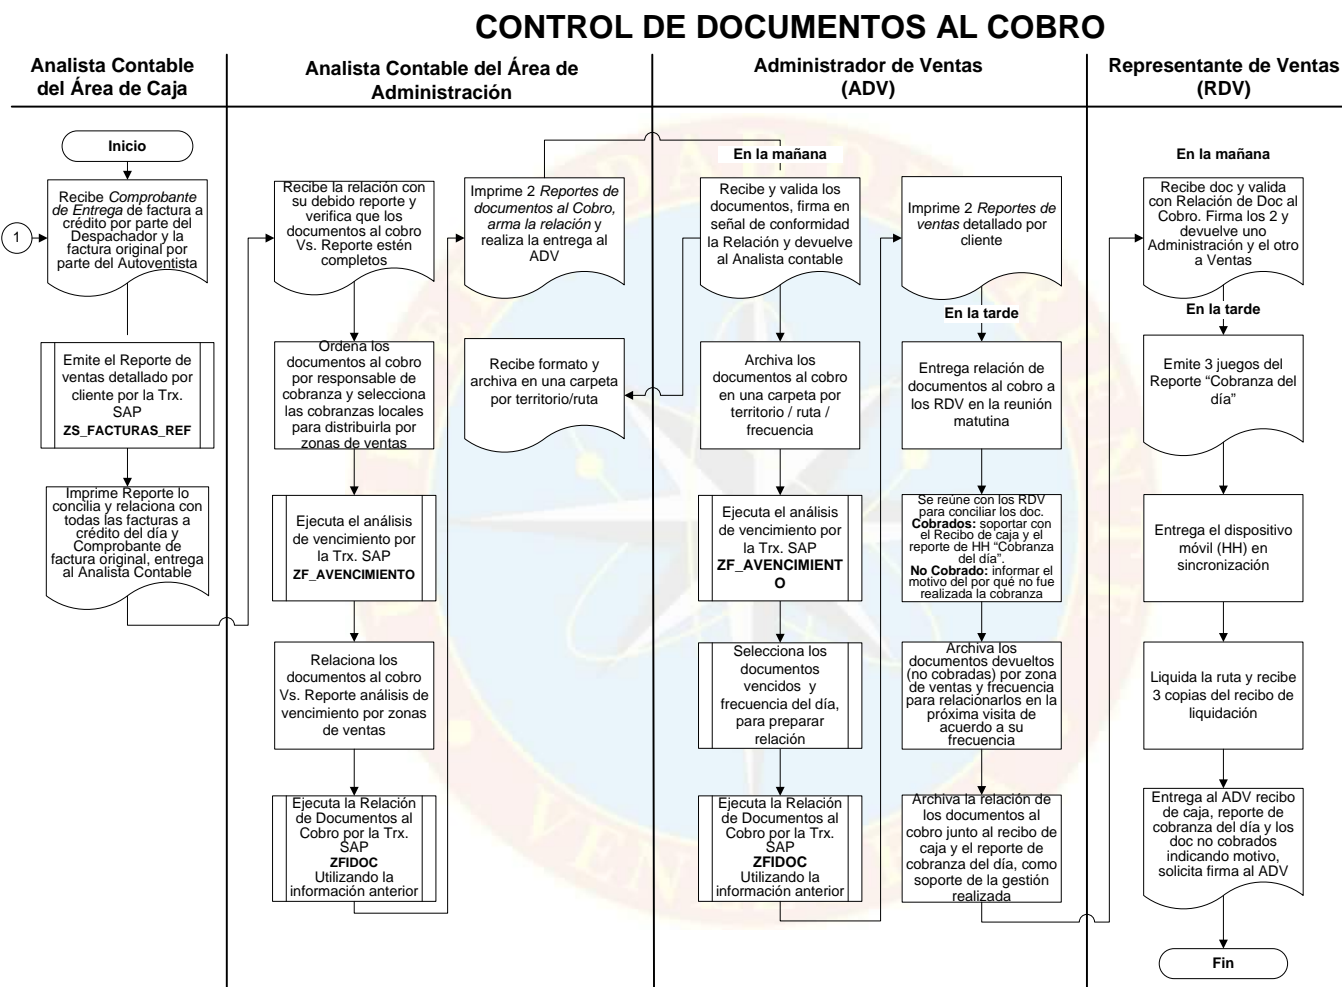 CONTROL DE DOCUMENTOS AL COBRO
Analista Contable
del Área de Caja
Analista Contable del Área de
Administración
Administrador de Ventas
(ADV)
Representante de Ventas
(RDV)
Inicio
1
Recibe Comprobante
de Entrega de factura a
crédito por parte del
Despachador y la
factura original por
parte del Autoventista
Emite el Reporte de
ventas detallado por
cliente por la Trx.
SAP
ZS_FACTURAS_REF
Imprime Reporte lo
concilia y relaciona con
todas las facturas a
crédito del día y
Comprobante de
factura original, entrega
al Analista Contable
Recibe la relación con
su debido reporte y
verifica que los
documentos al cobro
Vs. Reporte estén
completos
Ordena los
documentos al cobro
por responsable de
cobranza y selecciona
las cobranzas locales
para distribuirla por
zonas de ventas
Ejecuta el análisis
de vencimiento por
la Trx. SAP
ZF_AVENCIMIENTO
Relaciona los
documentos al cobro
Vs. Reporte análisis de
vencimiento por zonas
de ventas
Ejecuta la Relación
de Documentos al
Cobro por la Trx.
SAP
ZFIDOC
Utilizando la
información anterior
Imprime 2 Reportes de
documentos al Cobro,
arma la relación y
realiza la entrega al
ADV
Recibe formato y
archiva en una carpeta
por territorio/ruta
En la mañana
Recibe y valida los
documentos, firma en
señal de conformidad
la Relación y devuelve
al Analista contable
Archiva los
documentos al cobro
en una carpeta por
territorio / ruta /
frecuencia
Ejecuta el análisis
de vencimiento por
la Trx. SAP
ZF_AVENCIMIENT
O
Selecciona los
documentos
vencidos y
frecuencia del día,
para preparar
relación
Ejecuta la Relación
de Documentos al
Cobro por la Trx.
SAP
ZFIDOC
Utilizando la
información anterior
Imprime 2 Reportes de
ventas detallado por
cliente
En la tarde
Entrega relación de
documentos al cobro a
los RDV en la reunión
matutina
Se reúne con los RDV
para conciliar los doc.
Cobrados: soportar con
el Recibo de caja y el
reporte de HH “Cobranza
del día”.
No Cobrado: informar el
motivo del por qué no fue
realizada la cobranza
Archiva los
documentos devueltos
(no cobradas) por zona
de ventas y frecuencia
para relacionarlos en la
próxima visita de
acuerdo a su
frecuencia
Archiva la relación de
los documentos al
cobro junto al recibo de
caja y el reporte de
cobranza del día, como
soporte de la gestión
realizada
En la mañana
Recibe doc y valida
con Relación de Doc al
Cobro. Firma los 2 y
devuelve uno
Administración y el otro
a Ventas
En la tarde
Emite 3 juegos del
Reporte “Cobranza del
día”
Entrega el dispositivo
móvil (HH) en
sincronización
Liquida la ruta y recibe
3 copias del recibo de
liquidación
Entrega al ADV recibo
de caja, reporte de
cobranza del día y los
doc no cobrados
indicando motivo,
solicita firma al ADV
Fin